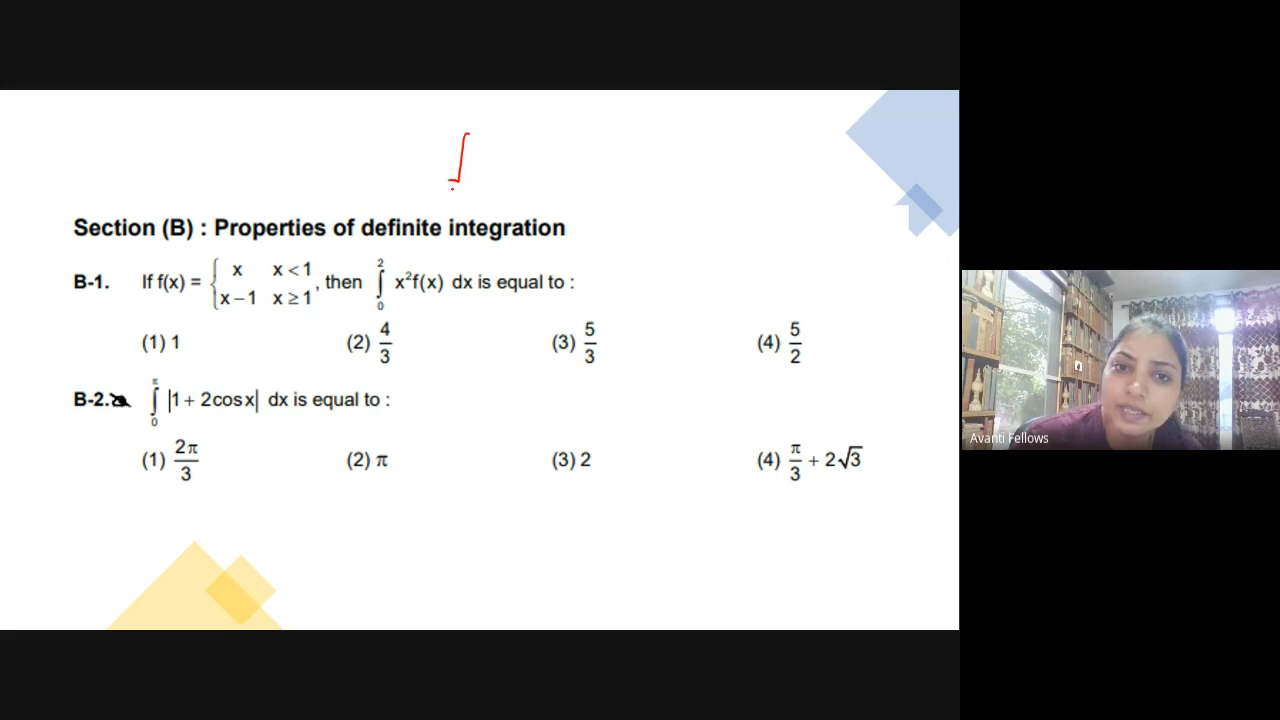 ∫
Section (B) : Properties of definite integration
B-1. If f(x) = { x x < 1 ; x – 1 x ≥ 1 , then ∫₀² x²f(x) dx is equal to :
(1) 1 (2) 4/3 (3) 5/3 (4) 5/2
B-2. ∫₀^π |1 + 2cosx| dx is equal to :
(1) 2π/3 (2) π (3) 2 (4) π/3 + 2√3
Avanti Fellows